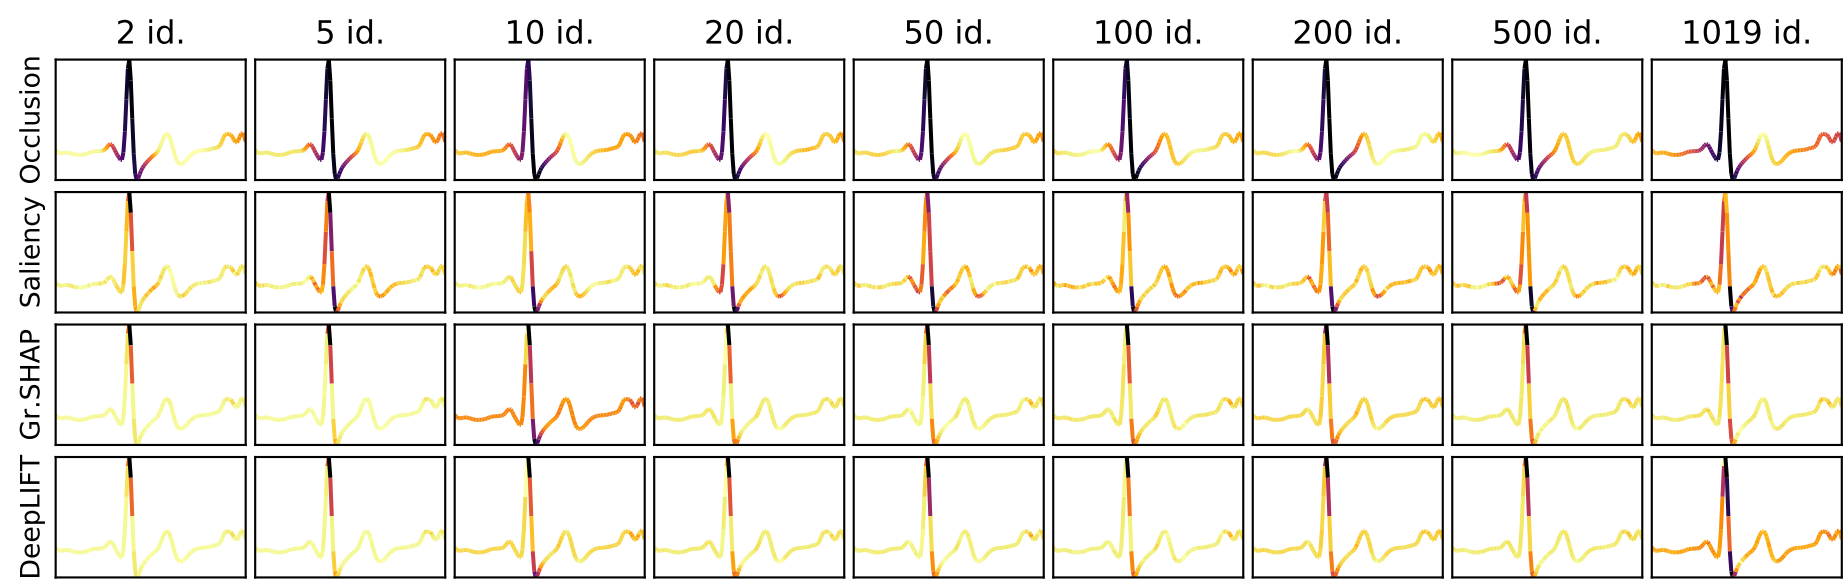 2 id. 5 id. 10 id. 20 id. 50 id. 100 id. 200 id. 500 id. 1019 id.
Occlusion
Saliency
Gr.SHAP
DeepLIFT